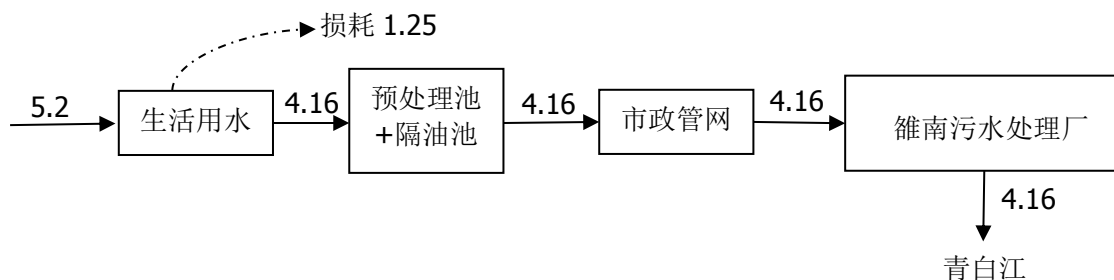 损耗 1.25
5.2
生活用水
4.16
预处理池
+隔油池
4.16
市政管网
4.16
雒南污水处理厂
4.16
青白江